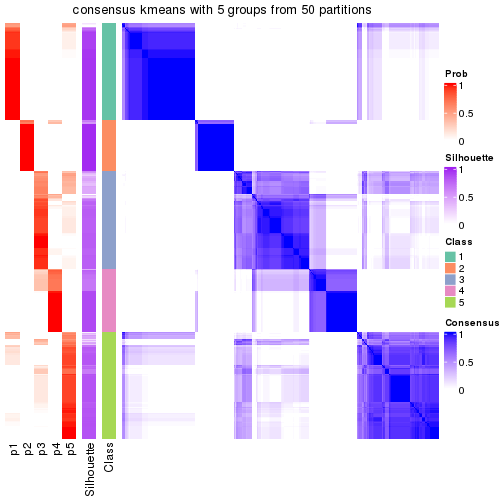 consensus kmeans with 5 groups from 50 partitions
Prob
1
0.5
0
Silhouette
1
0.5
0
Class
1
2
3
4
5
Consensus
1
0.5
0
p1
p2
p3
p4
p5
Silhouette
Class